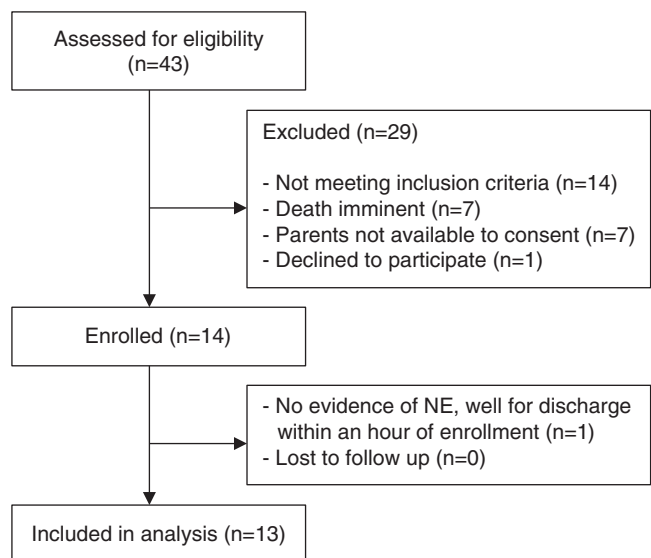 Assessed for eligibility
(n=43)
Excluded (n=29)
- Not meeting inclusion criteria (n=14)
- Death imminent (n=7)
- Parents not available to consent (n=7)
- Declined to participate (n=1)
Enrolled (n=14)
- No evidence of NE, well for discharge
within an hour of enrollment (n=1)
- Lost to follow up (n=0)
Included in analysis (n=13)